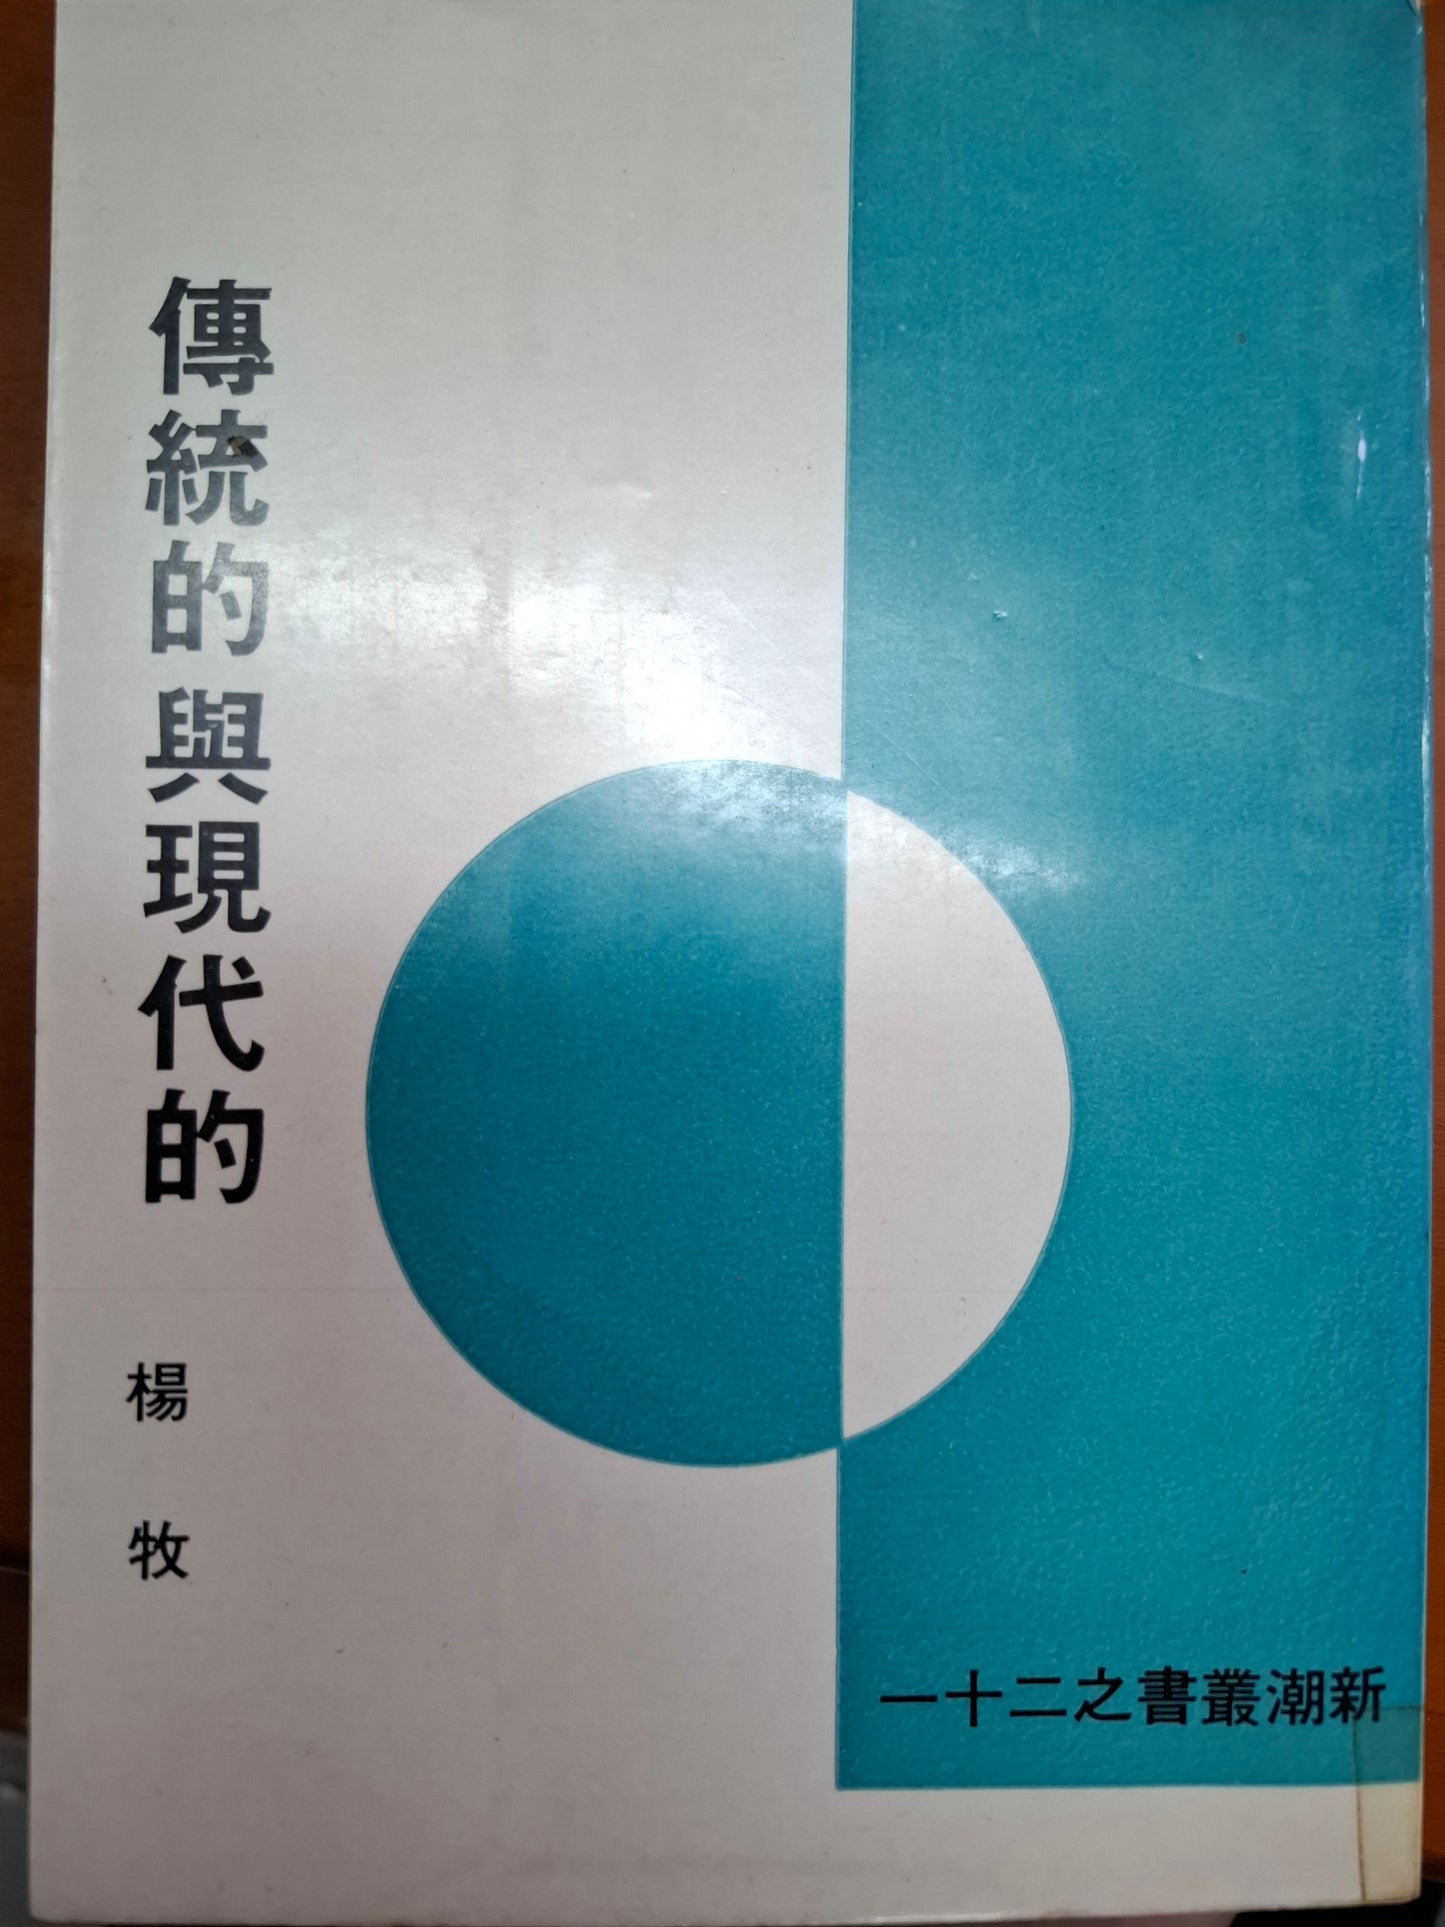 傳統的與現代的
楊牧
新潮叢書之二十一